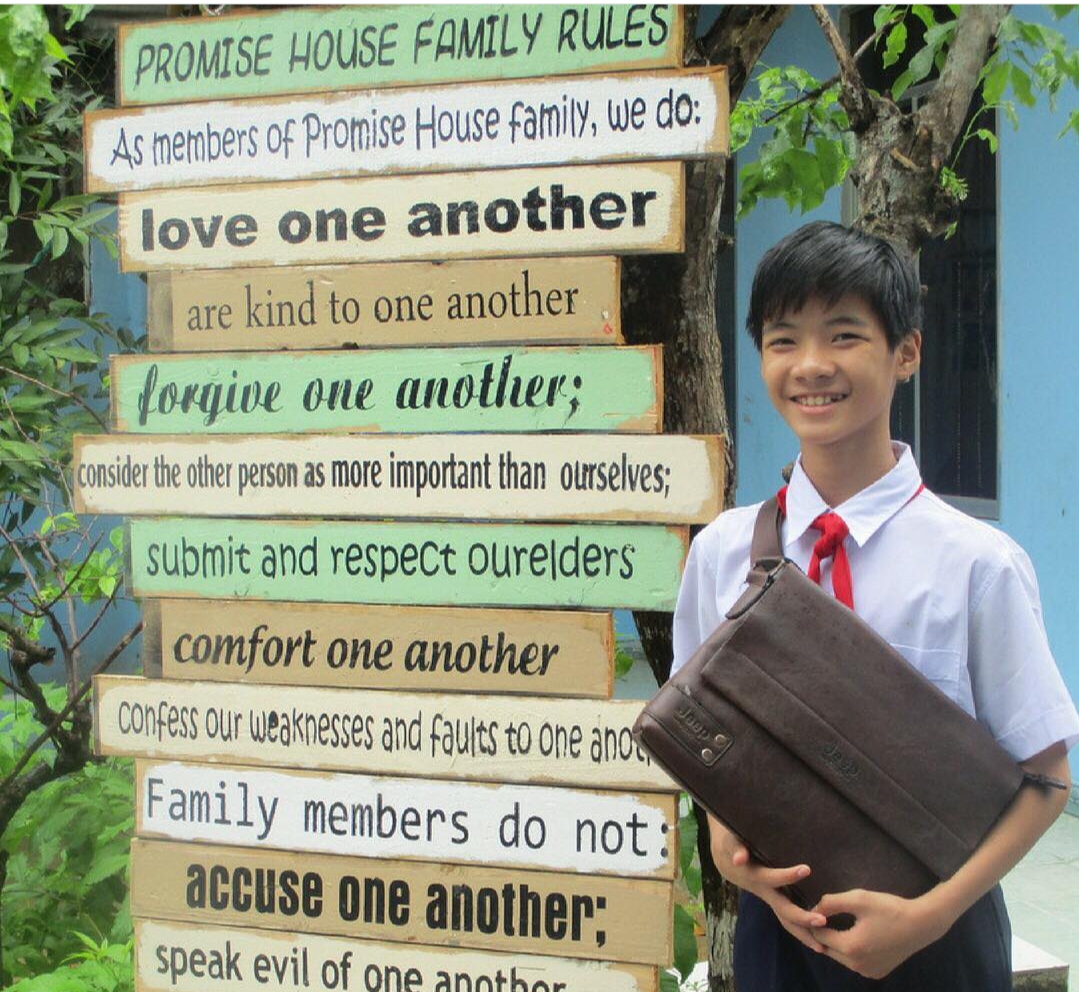 PROMISE HOUSE FAMILY RULES
As members of Promise House family, we do:
love one another
are kind to one another
forgive one another;
consider the other person as more important than ourselves;
submit and respect ourelders
comfort one another
confess our weaknesses and faults to one
Family members do not:
accuse one another;
speak evil of one another
Jeep
Jeep